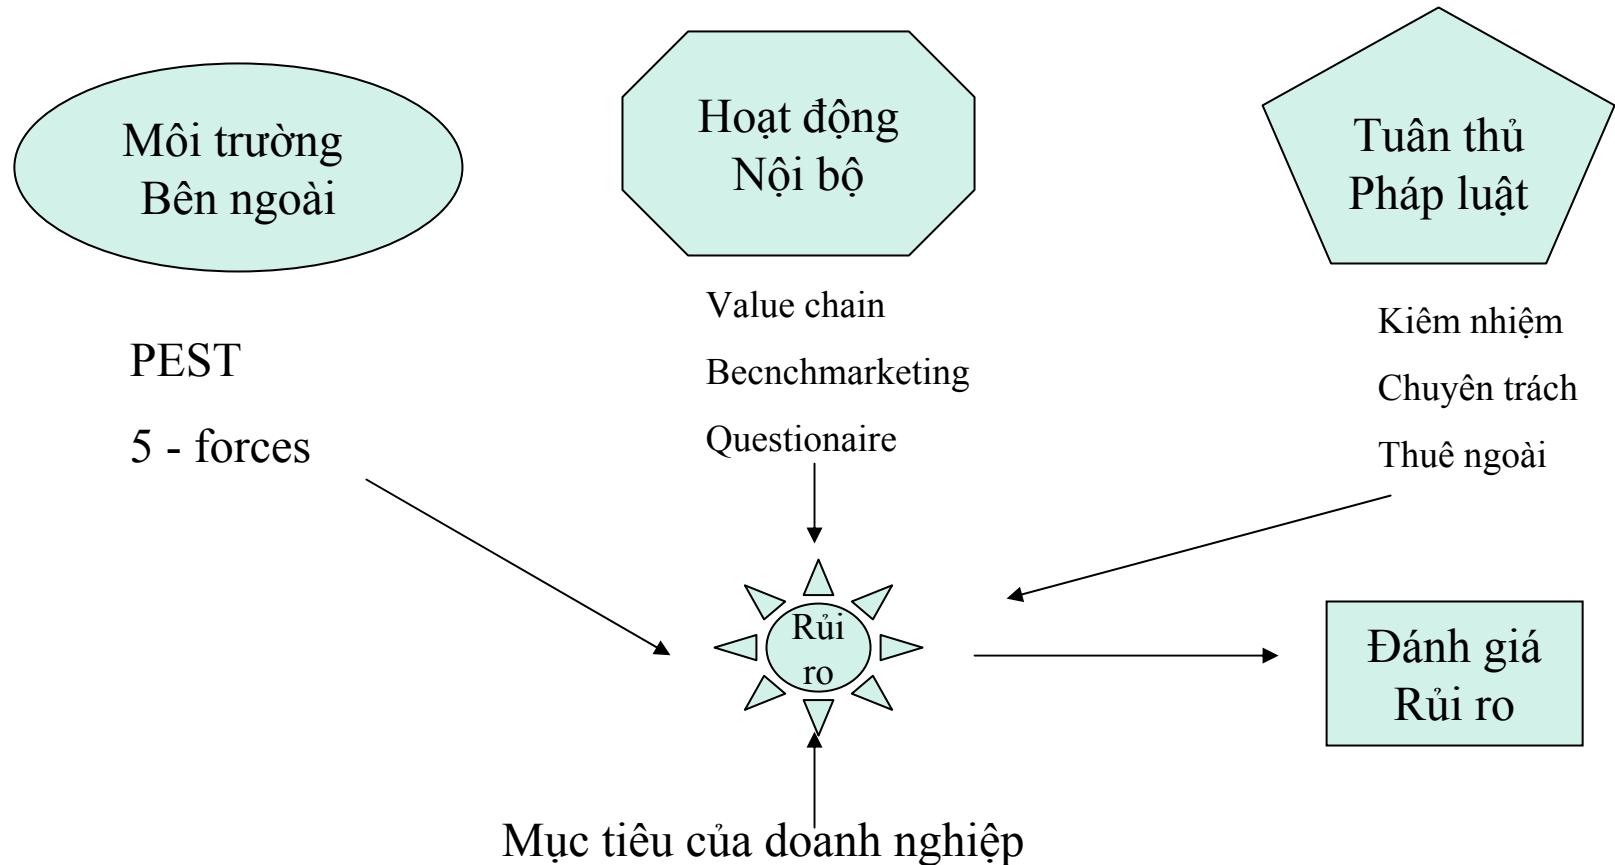 Môi trường
Bên ngoài
PEST
5 - forces
Hoạt động
Nội bộ
Value chain
Becnchmarketing
Questionaire
Tuân thủ
Pháp luật
Kiêm nhiệm
Chuyên trách
Thuê ngoài
Rủi
ro
Đánh giá
Rủi ro
Mục tiêu của doanh nghiệp